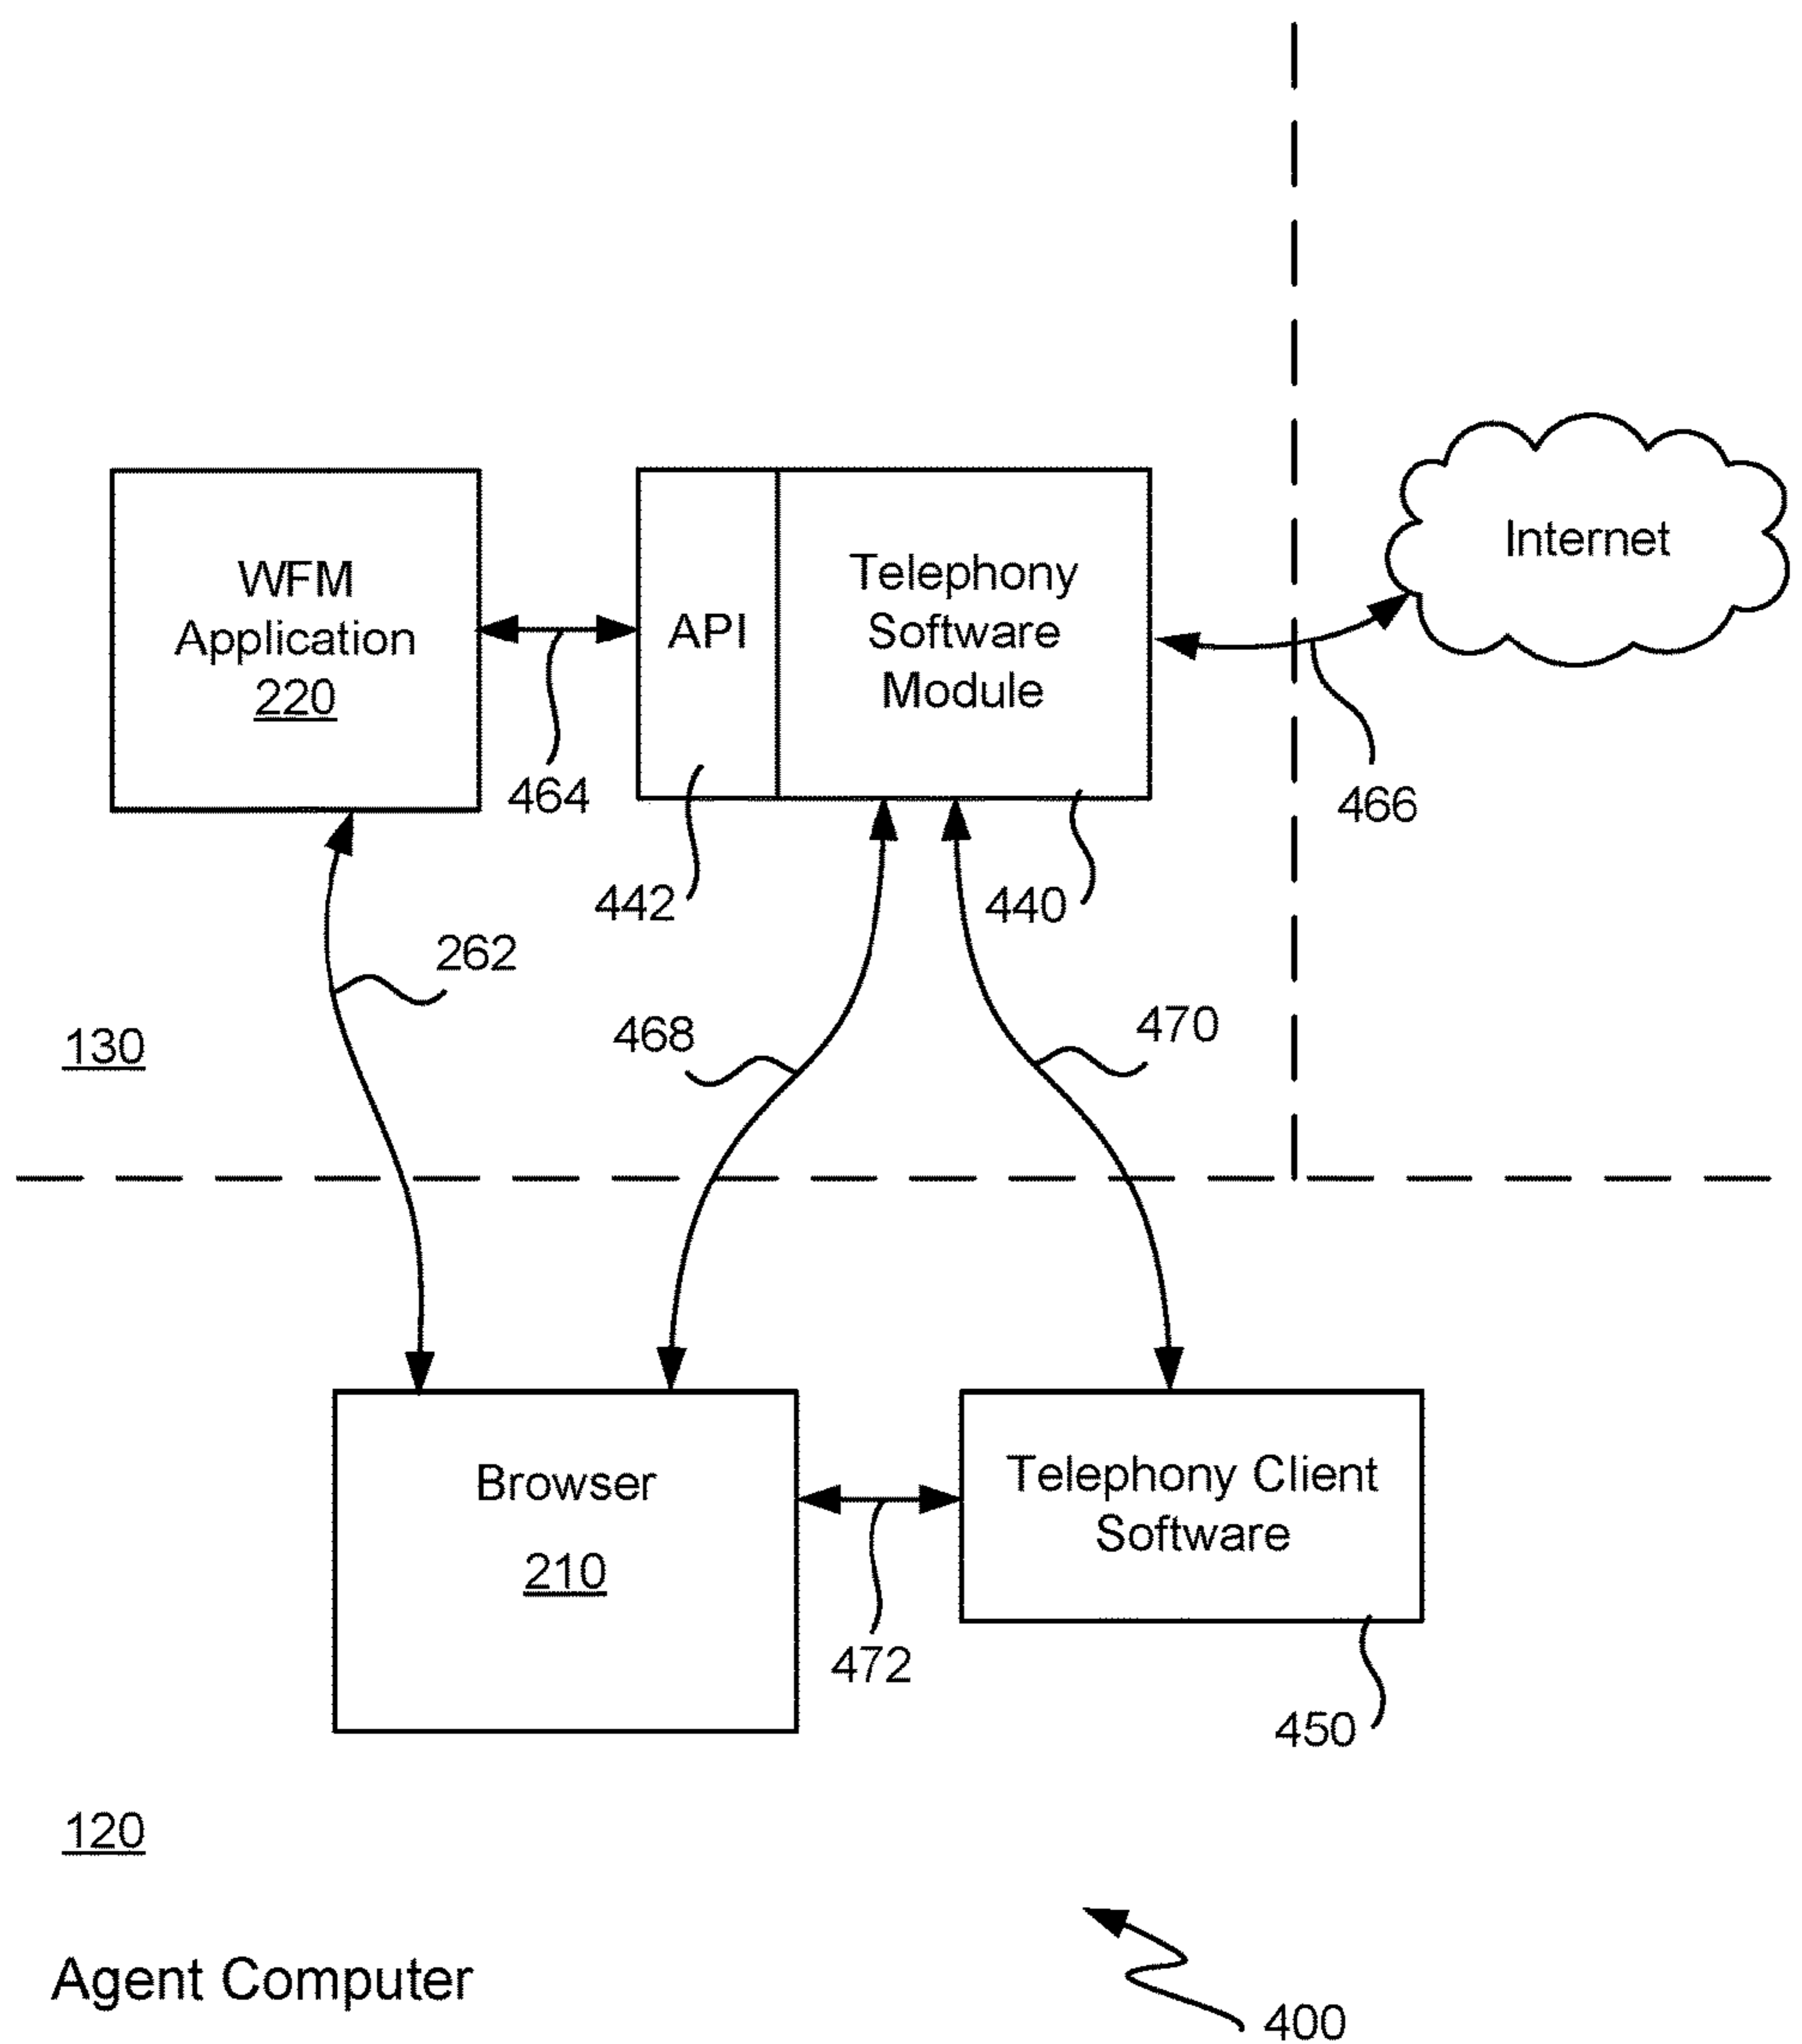 Internet
WFM
Application
220
API
Telephony
Software
Module
464
466
442
440
262
468
470
130
Browser
210
Telephony Client
Software
472
450
120
Agent Computer
400